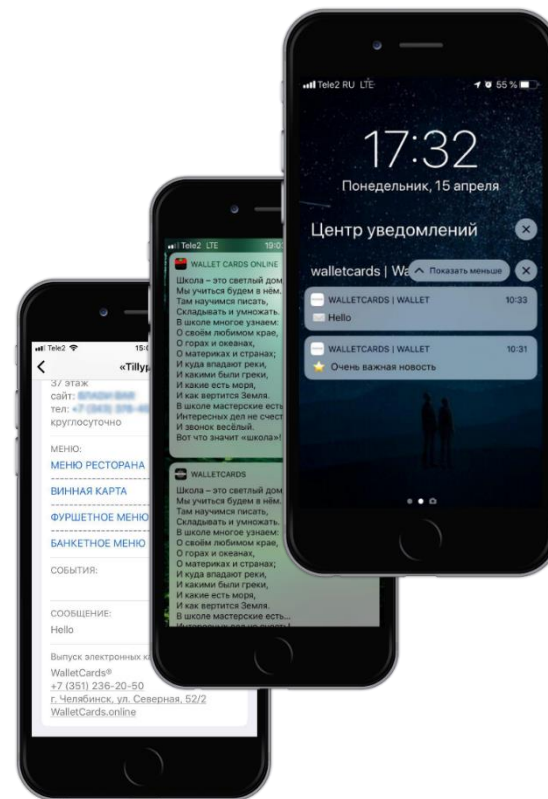 Tele2 RU LTE
55 %
17:32
Понедельник, 15 апреля
Центр уведомлений
walletcards | Wa
Показать меньше
WALLETCARDS | WALLET 10:33
Hello
WALLETCARDS | WALLET 10:31
Очень важная новость
Tele2 LTE 19:0
WALLET CARDS ONLINE
Школа – это светлый дом
Мы учиться будем в нём.
Там научимся писать,
Складывать и умножать.
В школе многое узнаем:
О своём любимом крае,
О горах и океанах,
О материках и странах;
И куда впадают реки,
И какими были греки,
И какие есть моря,
И как вертится Земля.
В школе мастерские есть
Интересных дел не счест
И звонок весёлый.
Вот что значит «школа»!
WALLETCARDS
Школа – это светлый дом
Мы учиться будем в нём.
Там научимся писать,
Складывать и умножать.
В школе многое узнаем:
О своём любимом крае,
О горах и океанах,
О материках и странах;
И куда впадают реки,
И какими были греки,
И какие есть моря,
И как вертится Земля.
В школе мастерские есть...
Tele2 15:0
«Tillyp
37 этаж
сайт:
тел:
круглосуточно
МЕНЮ:
МЕНЮ РЕСТОРАНА
ВИННАЯ КАРТА
ФУРШЕТНОЕ МЕНЮ
БАНКЕТНОЕ МЕНЮ
СОБЫТИЯ:
СООБЩЕНИЕ:
Hello
Выпуск электронных к
WalletCards®
+7 (351) 236-20-50
г. Челябинск, ул. Северная, 52/2
WalletCards.online